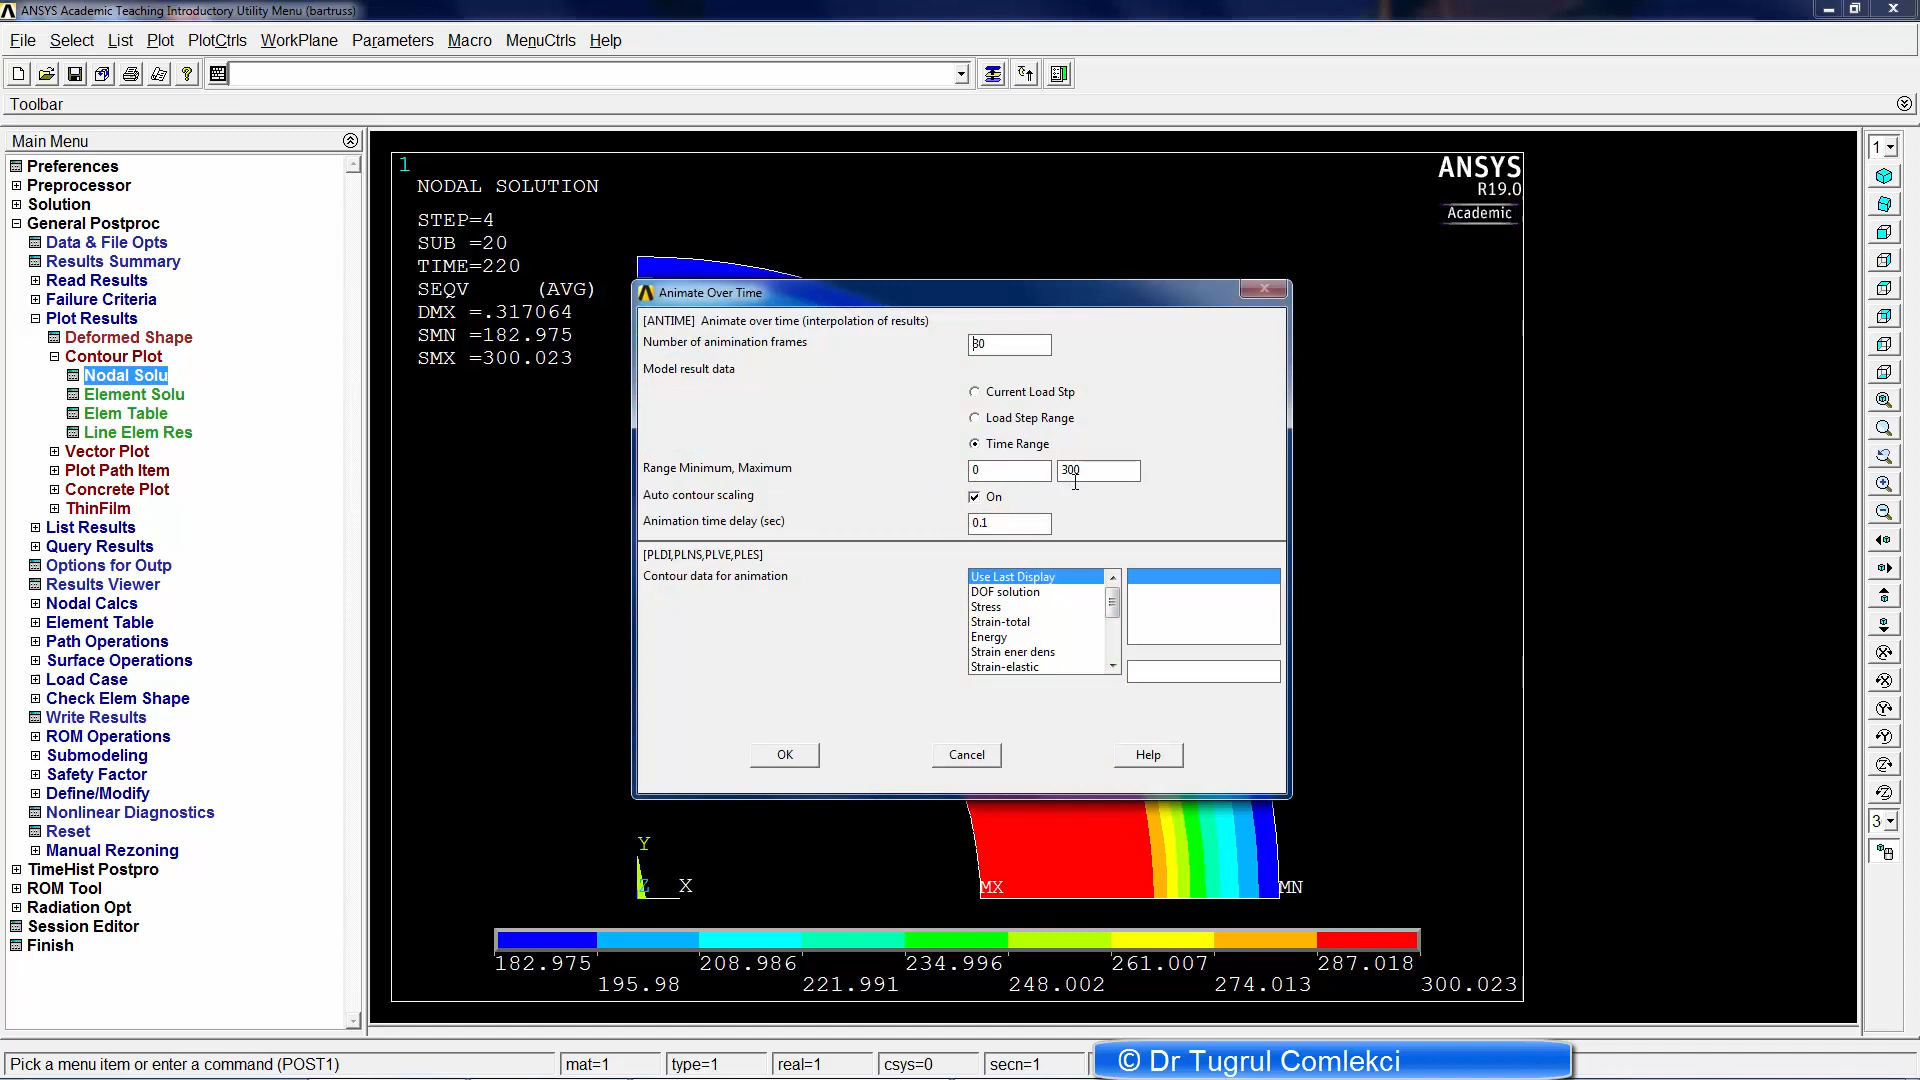 ANSYS Academic Teaching Introductory Utility Menu (bartruss)
File Select List Plot PlotCtrls WorkPlane Parameters Macro MenuCtrls Help
Toolbar
Main Menu
Preferences
Preprocessor
Solution
General Postproc
Data & File Opts
Results Summary
Read Results
Failure Criteria
Plot Results
Deformed Shape
Contour Plot
Nodal Solu
Element Solu
Elem Table
Line Elem Res
Vector Plot
Plot Path Item
Concrete Plot
ThinFilm
List Results
Query Results
Options for Outp
Results Viewer
Nodal Calcs
Element Table
Path Operations
Surface Operations
Load Case
Check Elem Shape
Write Results
ROM Operations
Submodeling
Safety Factor
Define/Modify
Nonlinear Diagnostics
Reset
Manual Rezoning
TimeHist Postpro
ROM Tool
Radiation Opt
Session Editor
Finish
1
NODAL SOLUTION
STEP=4
SUB =20
TIME=220
SEQV (AVG)
DMX =.317064
SMN =182.975
SMX =300.023
ANSYS
R19.0
Academic
Animate Over Time
[ANTIME] Animate over time (interpolation of results)
Number of animination frames 30
Model result data
Current Load Stp
Load Step Range
Time Range
Range Minimum, Maximum 0 300
Auto contour scaling On
Animation time delay (sec) 0.1
[PLDI,PLNS,PLVE,PLES]
Contour data for animation
Use Last Display
DOF solution
Stress
Strain-total
Energy
Strain ener dens
Strain-elastic
OK Cancel Help
Y
Z X
MX MN
182.975 208.986 234.996 261.007 287.018
195.98 221.991 248.002 274.013 300.023
1
3
Pick a menu item or enter a command (POST1) mat=1 type=1 real=1 csys=0 secn=1
© Dr Tugrul Comlekci